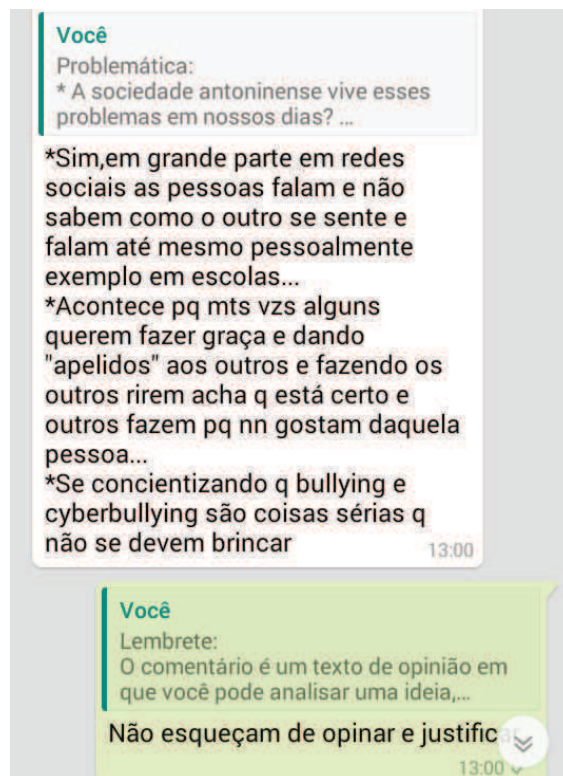 Você
Problemática:
* A sociedade antoninense vive esses
problemas em nossos dias? ...
*Sim,em grande parte em redes
sociais as pessoas falam e não
sabem como o outro se sente e
falam até mesmo pessoalmente
exemplo em escolas...
*Acontece pq mts vzs alguns
querem fazer graça e dando
"apelidos" aos outros e fazendo os
outros rirem acha q está certo e
outros fazem pq nn gostam daquela
pessoa...
*Se concientizando q bullying e
cyberbullying são coisas sérias q
não se devem brincar
13:00
Você
Lembrete:
O comentário é um texto de opinião em
que você pode analisar uma ideia,...
Não esqueçam de opinar e
13:00